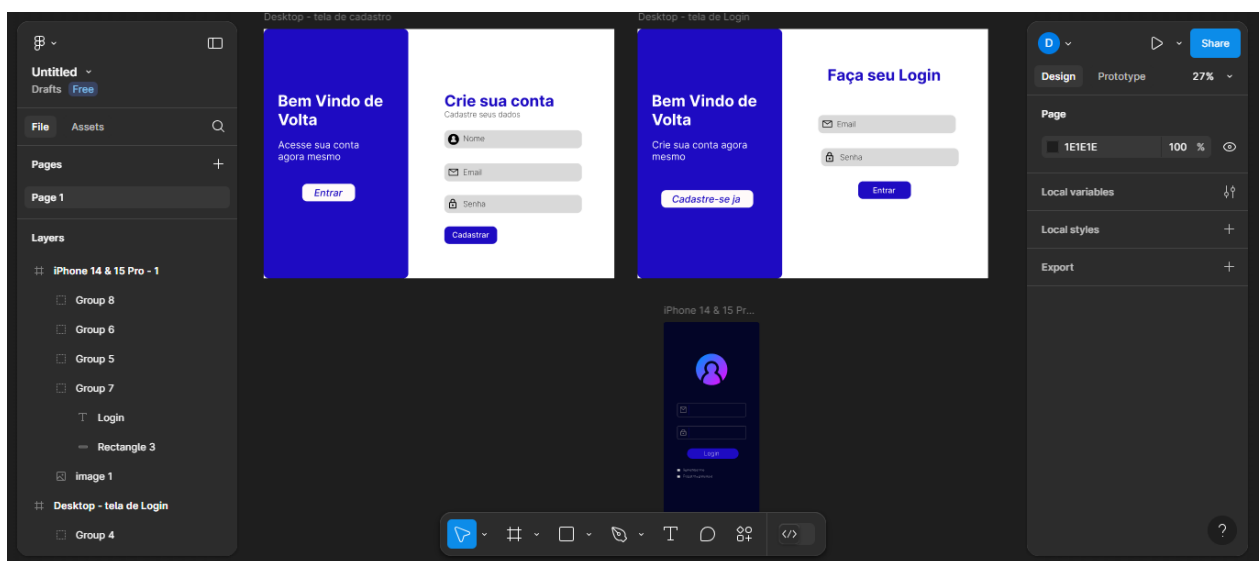 Untitled
Drafts Free
File Assets
Pages
Page 1
Layers
iPhone 14 & 15 Pro - 1
Group 8
Group 6
Group 5
Group 7
Login
Rectangle 3
image 1
Desktop - tela de Login
Group 4
Desktop - tela de cadastro
Bem Vindo de
Volta
Acesse sua conta
agora mesmo
Entrar
Crie sua conta
Cadastre seus dados
Nome
Email
Senha
Cadastrar
Desktop - tela de Login
Bem Vindo de
Volta
Crie sua conta agora
mesmo
Cadastre-se ja
Faça seu Login
Email
Senha
Entrar
iPhone 14 & 15 Pr...
Login
D
Share
Design Prototype 27%
Page
1E1E1E 100 %
Local variables
Local styles
Export
?